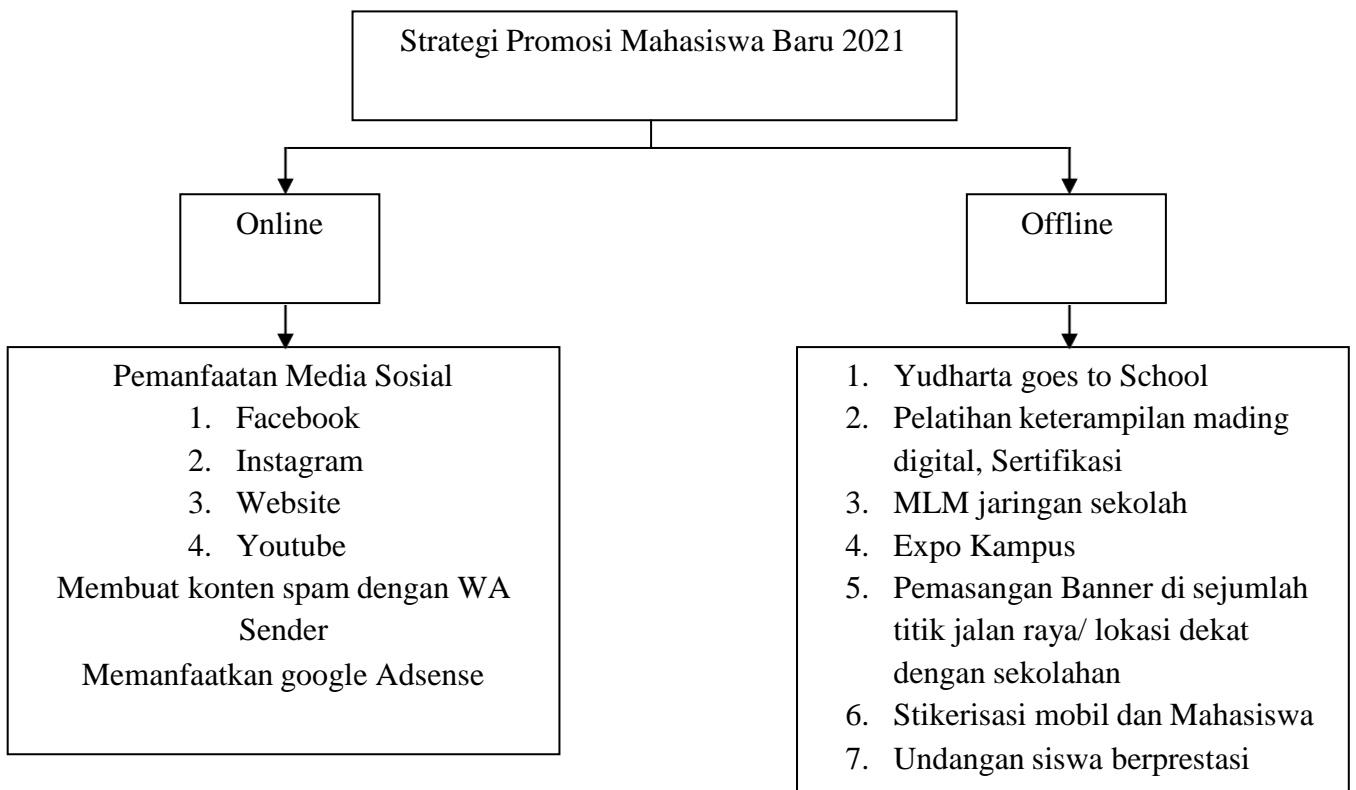 Strategi Promosi Mahasiswa Baru 2021
Online
Offline
Pemanfaatan Media Sosial
1. Facebook
2. Instagram
3. Website
4. Youtube
Membuat konten spam dengan WA
Sender
Memanfaatkan google Adsense
1. Yudharta goes to School
2. Pelatihan keterampilan mading
digital, Sertifikasi
3. MLM jaringan sekolah
4. Expo Kampus
5. Pemasangan Banner di sejumlah
titik jalan raya/ lokasi dekat
dengan sekolahan
6. Stikerisasi mobil dan Mahasiswa
7. Undangan siswa berprestasi